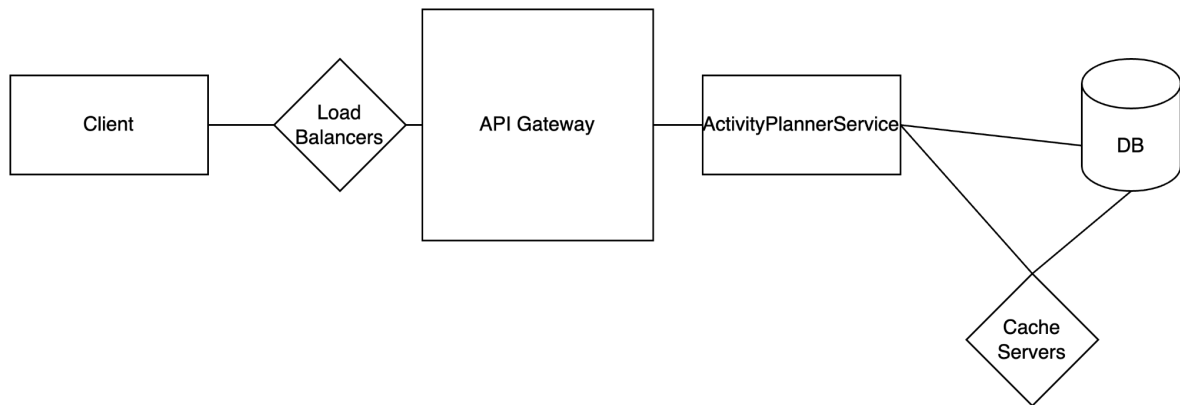 Client
Load
Balancers
API Gateway
ActivityPlannerService
DB
Cache
Servers